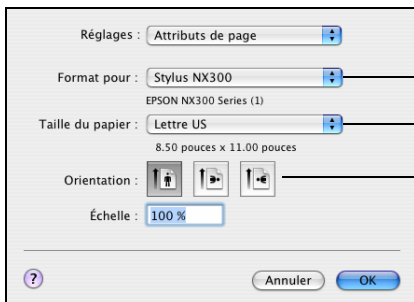 Réglages : Attributs de page
Format pour : Stylus NX300
EPSON NX300 Series (1)
Taille du papier : Lettre US
8.50 pouces x 11.00 pouces
Orientation :
Échelle : 100 %
? Annuler OK